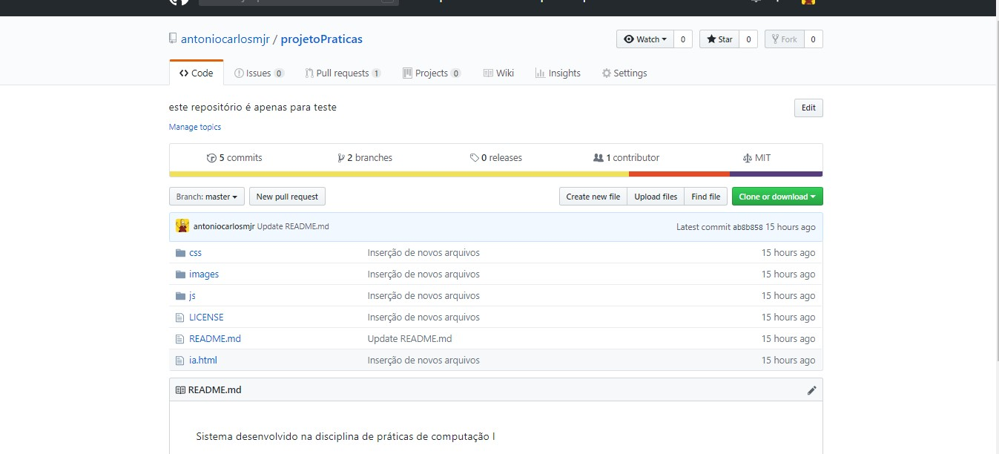 antoniocarlosmjr / projetoPraticas
Watch 0 Star 0 Fork 0
Code Issues 0 Pull requests 1 Projects 0 Wiki Insights Settings
este repositório é apenas para teste
Edit
Manage topics
5 commits 2 branches 0 releases 1 contributor MIT
Branch: master New pull request Create new file Upload files Find file Clone or download
antoniocarlosmjr Update README.md Latest commit ab8b858 15 hours ago
css Inserção de novos arquivos 15 hours ago
images Inserção de novos arquivos 15 hours ago
js Inserção de novos arquivos 15 hours ago
LICENSE Inserção de novos arquivos 15 hours ago
README.md Update README.md 15 hours ago
ia.html Inserção de novos arquivos 15 hours ago
README.md
Sistema desenvolvido na disciplina de práticas de computação I